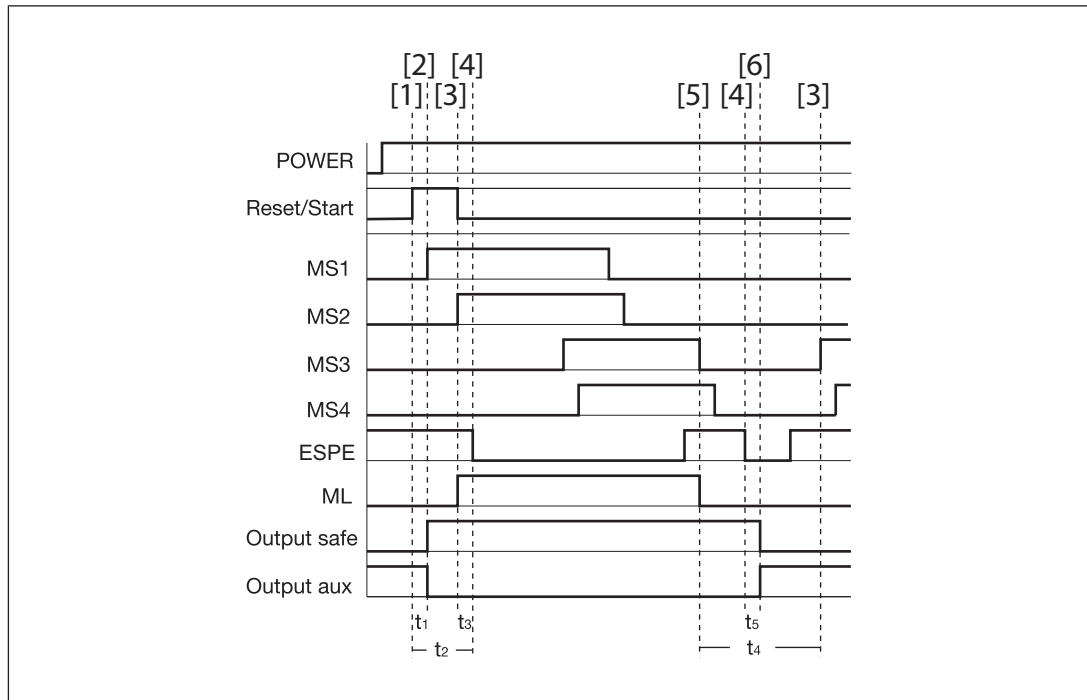 [2] [4] [6]
[1] [3] [5] [4] [3]
POWER
Reset/Start
MS1
MS2
MS3
MS4
ESPE
ML
Output safe
Output aux
t1 t3 t5
t2 t4